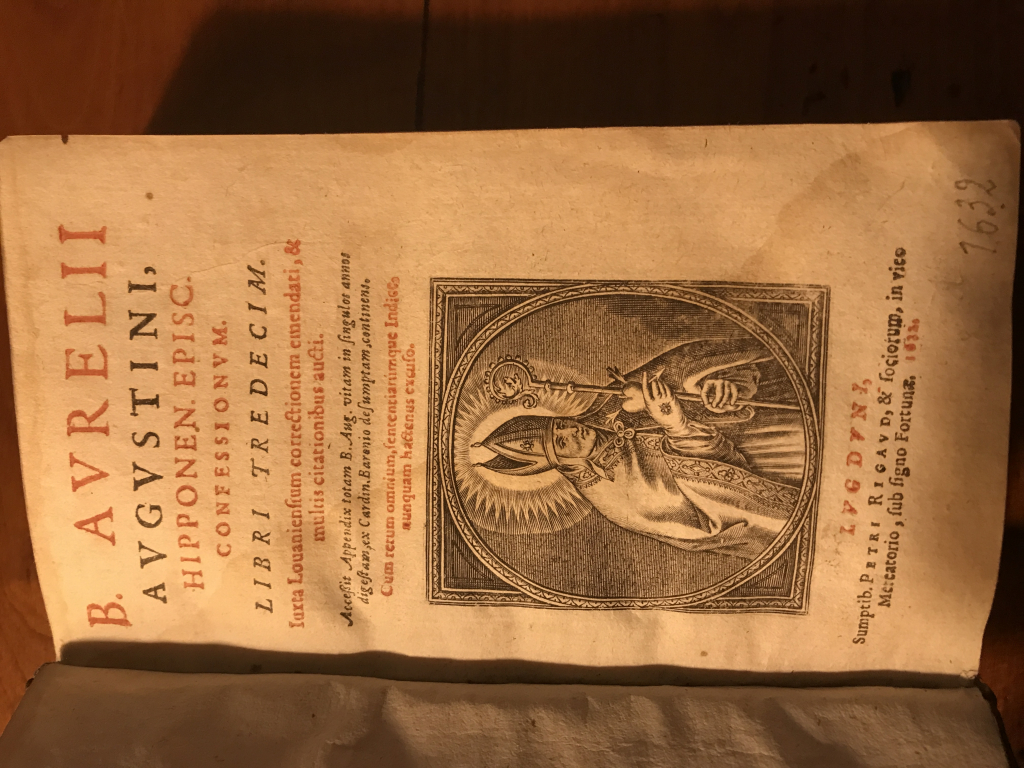 B. AVRELII
AVGVSTINI,
HIPPONEN. EPISC.
CONFESSIONVM.
LIBRI TREDECIM.
Iuxta Louaniensium correctionem emendati, &
multis citationibus aucti.
Accessit Appendix totam B. Aug. vitam in singulos annos
digestam, ex Cardin. Baronio desumptam, continens.
Cum rerum omnium, sententiarumque Indice,
nunquam hactenus excuso.
LVGDVNI,
Sumptib. PETRI RIGAVD, & sociorum, in vico
Mercatorio, sub signo Fortunæ, 1632.
1632